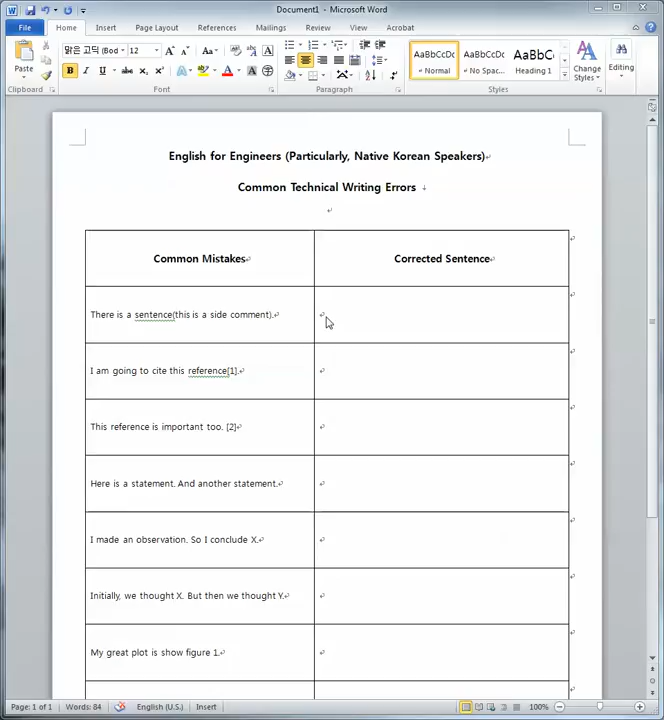 Document1 - Microsoft Word
File Home Insert Page Layout References Mailings Review View Acrobat
맑은 고딕 (Bod 12
Paste
B I U abc X₂ X² A
AaBbCcDc AaBbCcDc AaBbC
Normal No Spac... Heading 1
Change Styles
Editing
Clipboard Font Paragraph Styles
English for Engineers (Particularly, Native Korean Speakers)
Common Technical Writing Errors
Common Mistakes Corrected Sentence
There is a sentence(this is a side comment).
I am going to cite this reference[1].
This reference is important too. [2]
Here is a statement. And another statement.
I made an observation. So I conclude X.
Initially, we thought X. But then we thought Y.
My great plot is show figure 1.
Page: 1 of 1 Words: 84 English (U.S.) Insert 100%